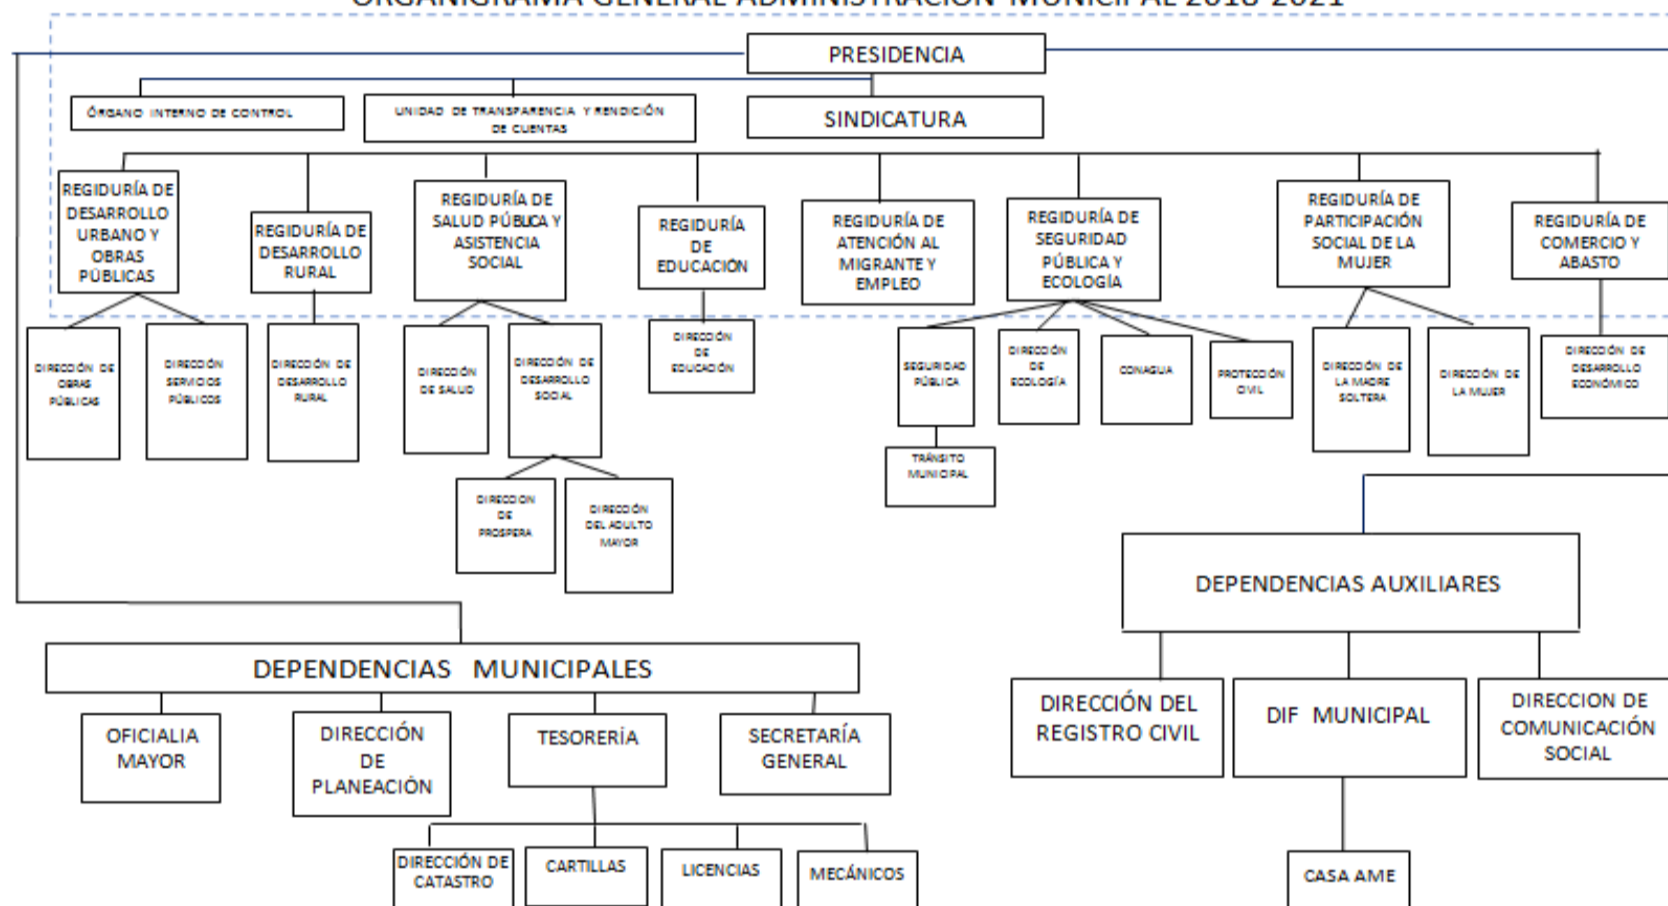 ORGANIGRAMA GENERAL ADMINISTRACIÓN MUNICIPAL 2018-2021
PRESIDENCIA
ÓRGANO INTERNO DE CONTROL
UNIDAD DE TRANSPARENCIA Y RENDICIÓN
DE CUENTAS
SINDICATURA
REGIDURÍA DE
DESARROLLO
URBANO Y
OBRAS
PÚBLICAS
REGIDURÍA DE
DESARROLLO
RURAL
REGIDURÍA DE
SALUD PÚBLICA Y
ASISTENCIA
SOCIAL
REGIDURÍA
DE
EDUCACIÓN
REGIDURÍA DE
ATENCIÓN AL
MIGRANTE Y
EMPLEO
REGIDURÍA DE
SEGURIDAD
PÚBLICA Y
ECOLOGÍA
REGIDURÍA DE
PARTICIPACIÓN
SOCIAL DE LA
MUJER
REGIDURÍA DE
COMERCIO Y
ABASTO
DIRECCIÓN DE
OBRAS
PÚBLICAS
DIRECCIÓN
SERVICIOS
PÚBLICOS
DIRECCIÓN DE
DESARROLLO
RURAL
DIRECCIÓN
DE SALUD
DIRECCIÓN DE
DESARROLLO
SOCIAL
DIRECCIÓN
DE
EDUCACIÓN
SEGURIDAD
PÚBLICA
DIRECCIÓN
DE
ECOLOGÍA
CONAGUA
PROTECCIÓN
CIVIL
DIRECCIÓN DE
LA MADRE
SOLTERA
DIRECCIÓN DE
LA MUJER
DIRECCIÓN DE
DESARROLLO
ECONÓMICO
TRÁNSITO
MUNICIPAL
DIRECCION
DE
PROSPERA
DIRECCIÓN
DEL ADULTO
MAYOR
DEPENDENCIAS AUXILIARES
DEPENDENCIAS MUNICIPALES
OFICIALIA
MAYOR
DIRECCIÓN
DE
PLANEACIÓN
TESORERÍA
SECRETARÍA
GENERAL
DIRECCIÓN DEL
REGISTRO CIVIL
DIF MUNICIPAL
DIRECCION DE
COMUNICACIÓN
SOCIAL
DIRECCIÓN DE
CATASTRO
CARTILLAS
LICENCIAS
MECÁNICOS
CASA AME